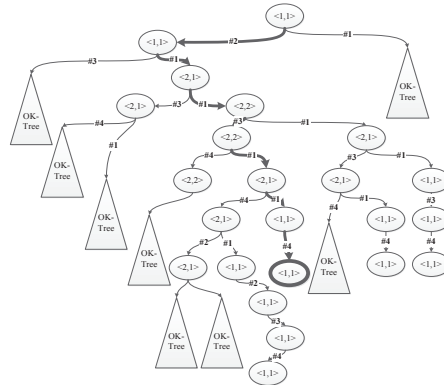 <1,1>
<1,1> #2 #1
#3 #1
<2,1> OK-Tree
OK-Tree <2,1> #3 #1 <2,2>
#4 #3 #1
#1 <2,2> <2,1>
OK-Tree #4 #1 #3 #1
<2,2> <2,1> <2,1> <1,1>
OK-Tree #4 #1 #4 #1 #3
<2,1> <1,1> <1,1> <1,1>
OK-Tree #2 #1 #4 OK-Tree #4 #4
<2,1> <1,1> <1,1> <1,1> <1,1>
#2
OK-Tree OK-Tree <1,1>
#3
<1,1>
#4
<1,1>